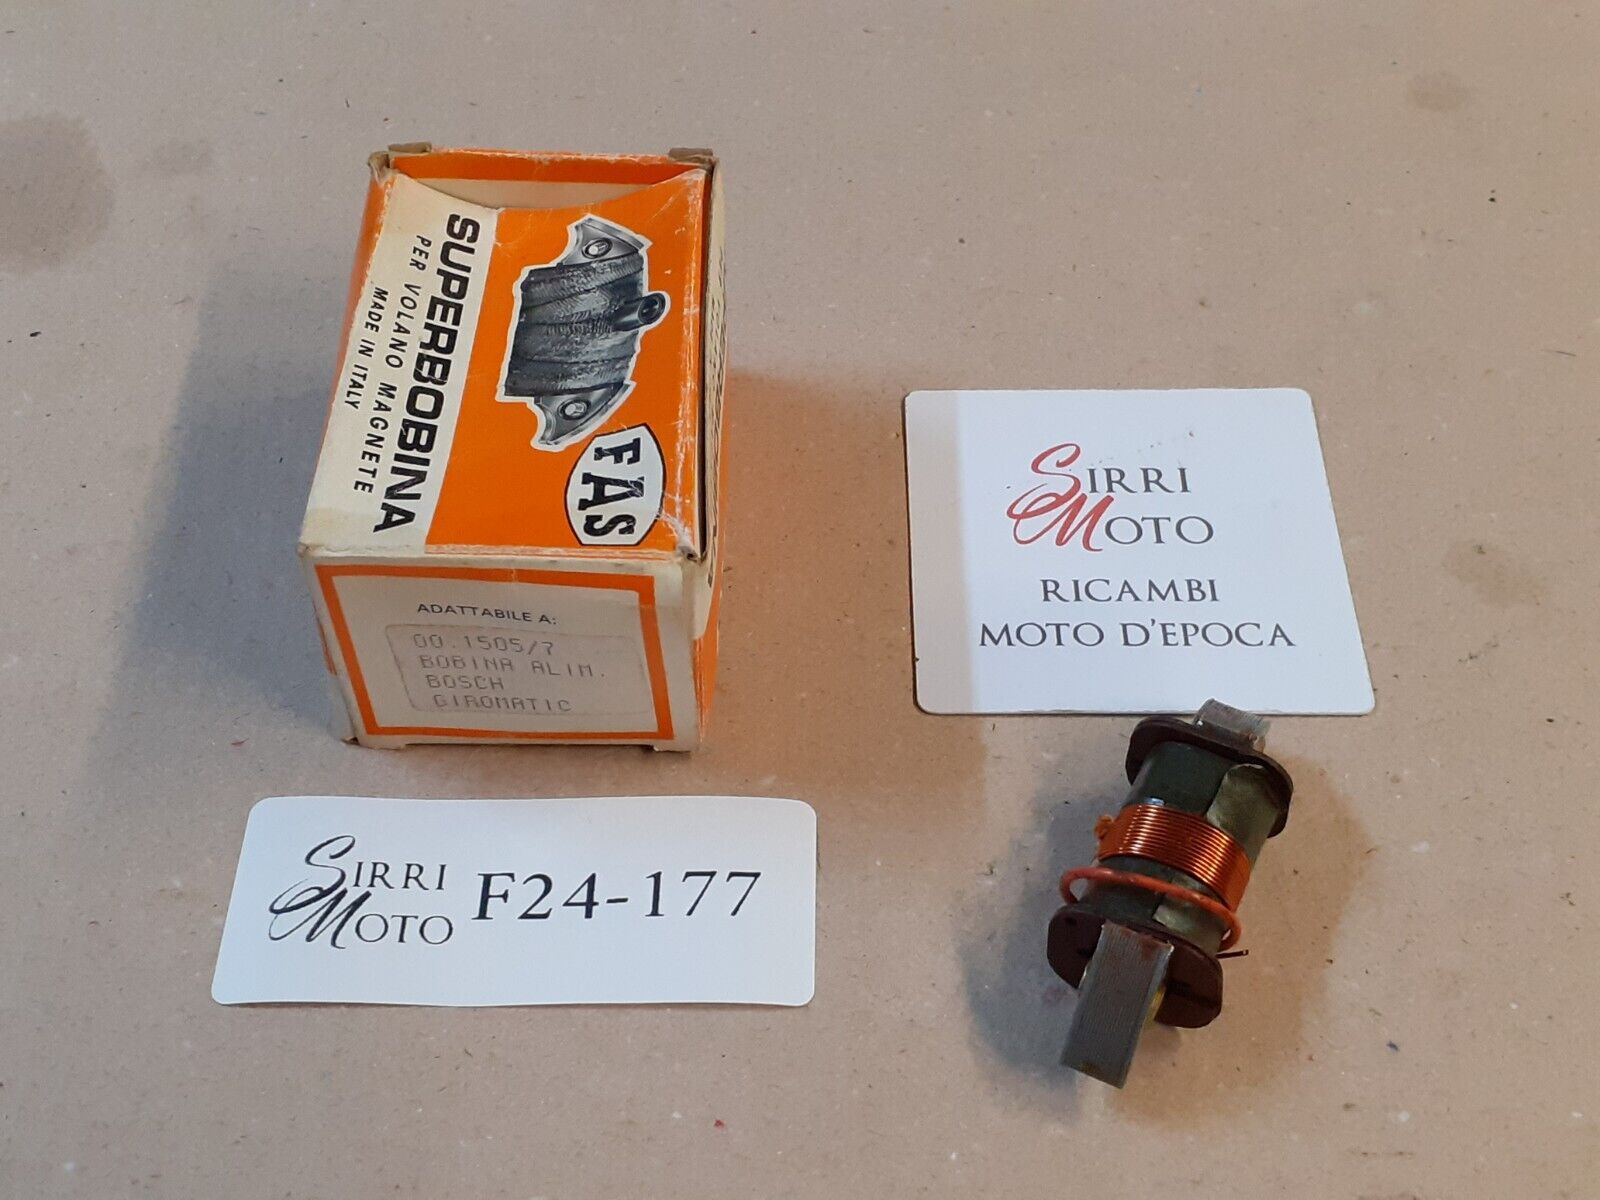 SUPERBOBINA
PER VOLANO MAGNETE
MADE IN ITALY
FAS
ADATTABILE A:
00.1505/7
BOBINA ALIM.
BOSCH
GIROMATIC
SIRRI
MOTO
RICAMBI
MOTO D'EPOCA
SIRRI
MOTO
F24-177